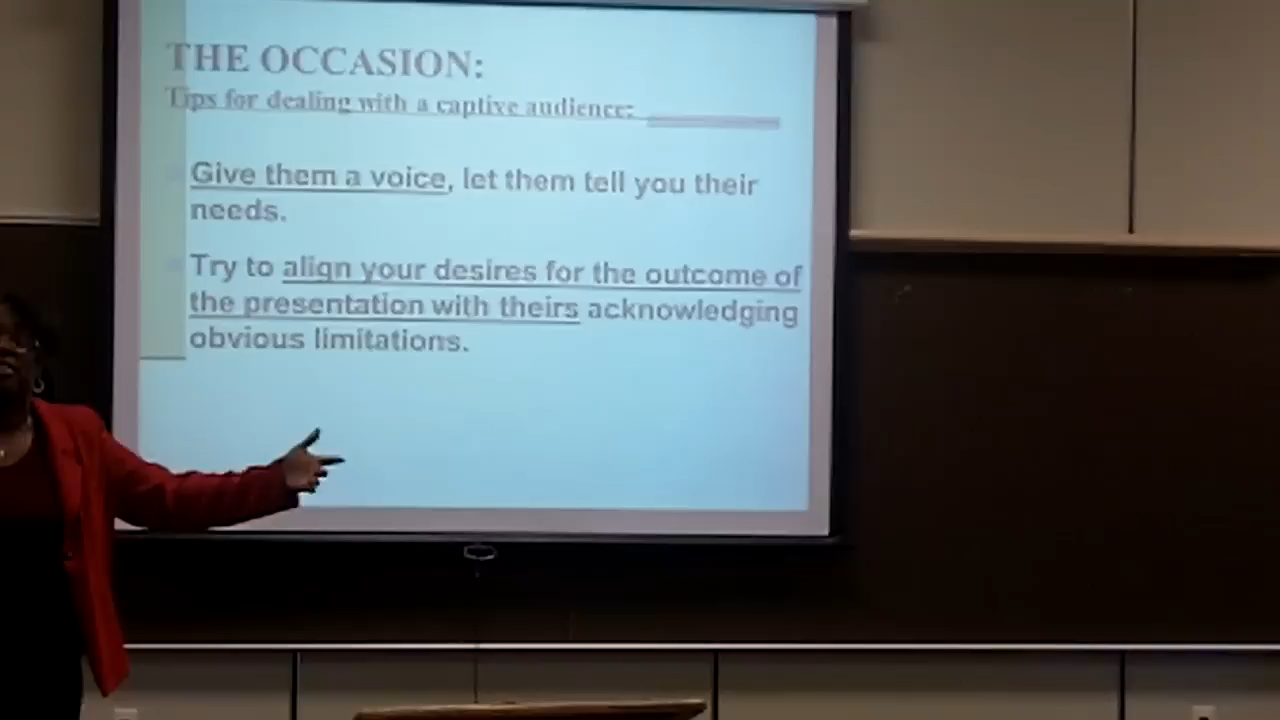 THE OCCASION:
Tips for dealing with a captive audience:
Give them a voice, let them tell you their
needs.
Try to align your desires for the outcome of
the presentation with theirs acknowledging
obvious limitations.